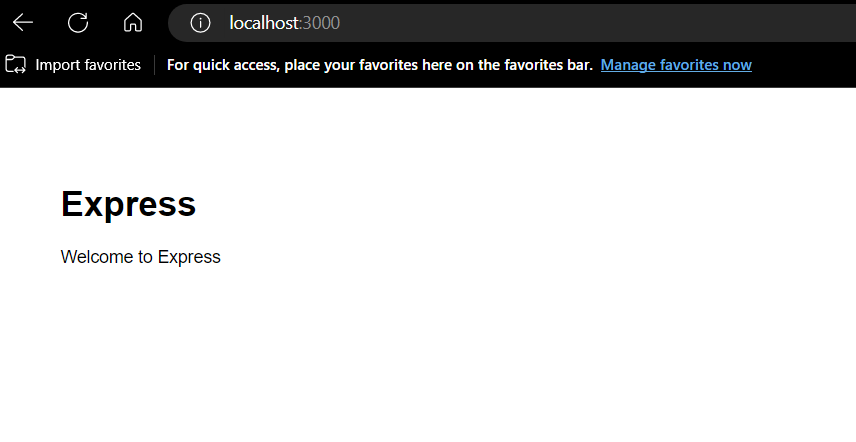 localhost:3000
Import favorites For quick access, place your favorites here on the favorites bar. Manage favorites now
Express
Welcome to Express